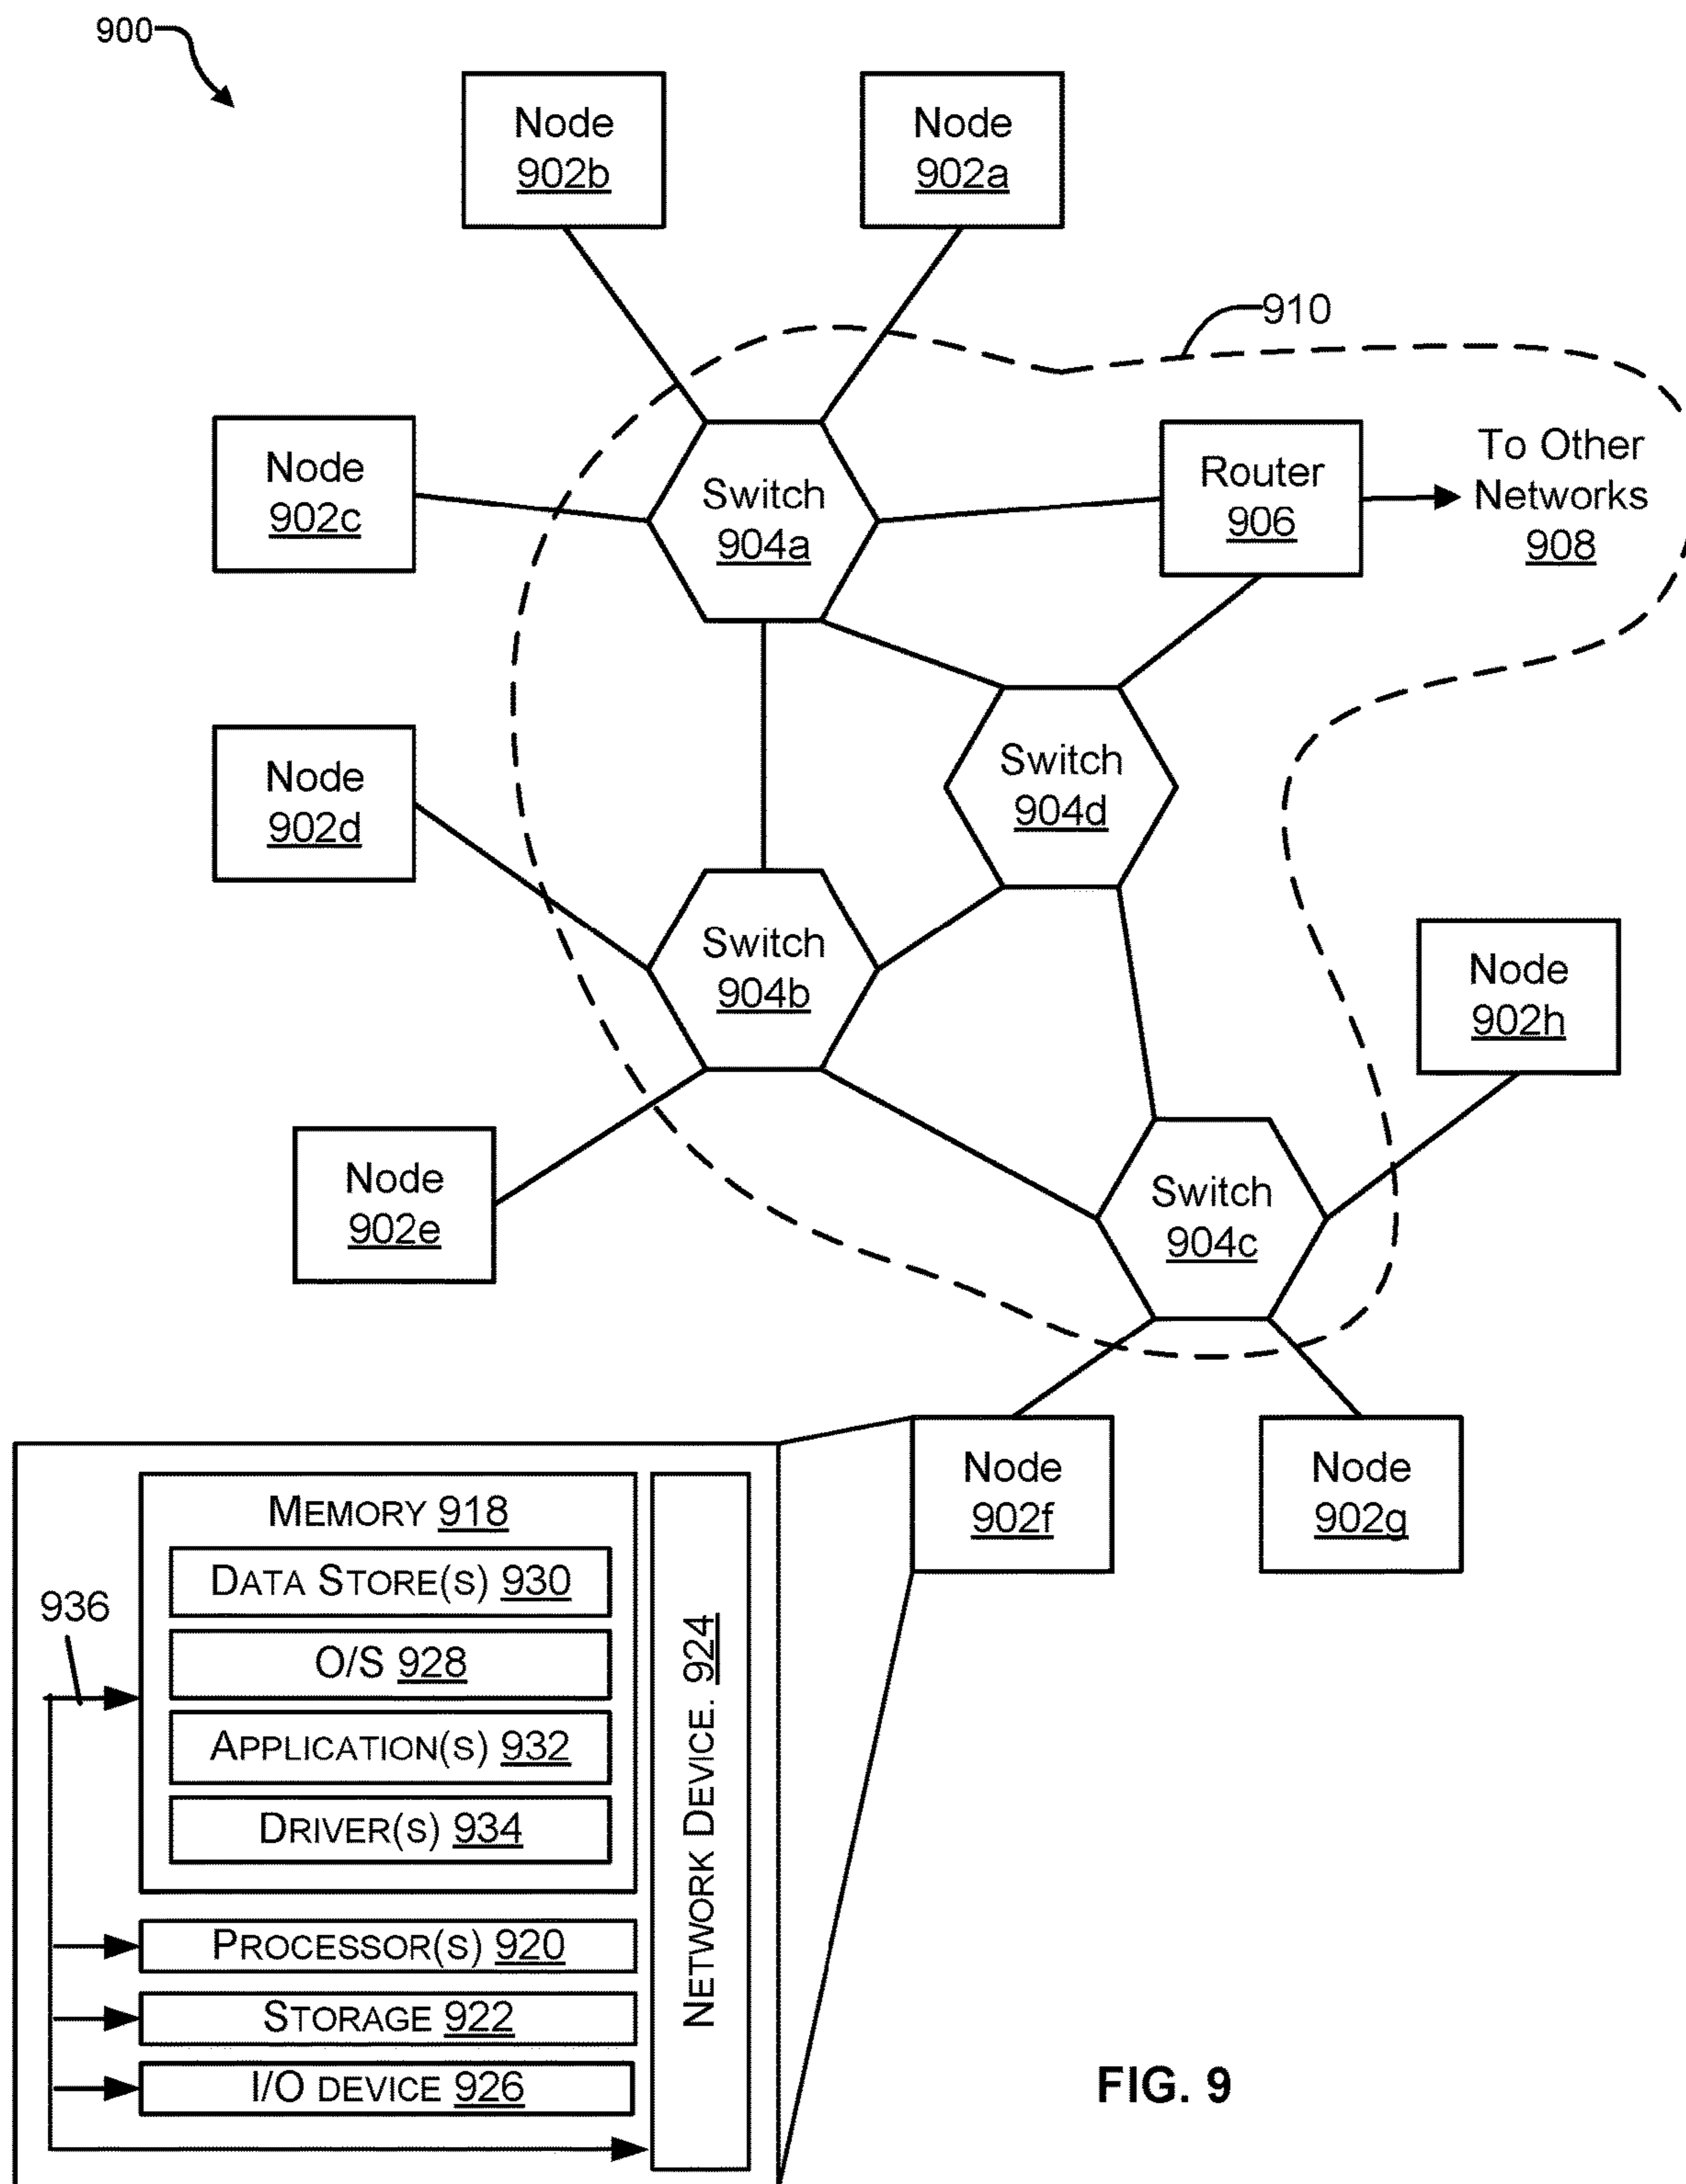 900
Node
902b
Node
902a
910
Node
902c
Switch
904a
Router
906
To Other
Networks
908
Node
902d
Switch
904d
Switch
904b
Node
902h
Node
902e
Switch
904c
Node
902f
Node
902g
MEMORY 918
DATA STORE(S) 930
936
O/S 928
APPLICATION(S) 932
DRIVER(S) 934
NETWORK DEVICE. 924
PROCESSOR(S) 920
STORAGE 922
I/O DEVICE 926
FIG. 9